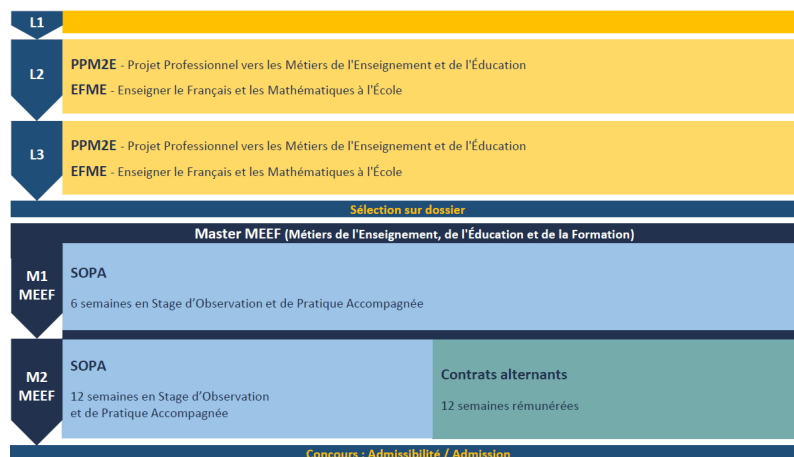 L1
L2
PPM2E - Projet Professionnel vers les Métiers de l'Enseignement et de l'Éducation
EFME - Enseigner le Français et les Mathématiques à l'École
L3
PPM2E - Projet Professionnel vers les Métiers de l'Enseignement et de l'Éducation
EFME - Enseigner le Français et les Mathématiques à l'École
Sélection sur dossier
Master MEEF (Métiers de l'Enseignement, de l'Éducation et de la Formation)
M1
MEEF
SOPA
6 semaines en Stage d'Observation et de Pratique Accompagnée
M2
MEEF
SOPA
12 semaines en Stage d'Observation
et de Pratique Accompagnée
Contrats alternants
12 semaines rémunérées
Concours : Admissibilité / Admission